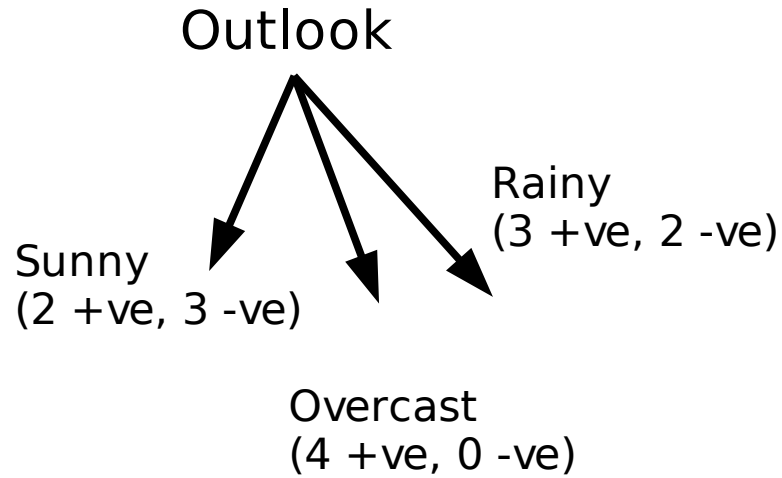 Outlook
Rainy
(3 +ve, 2 -ve)
Sunny
(2 +ve, 3 -ve)
Overcast
(4 +ve, 0 -ve)